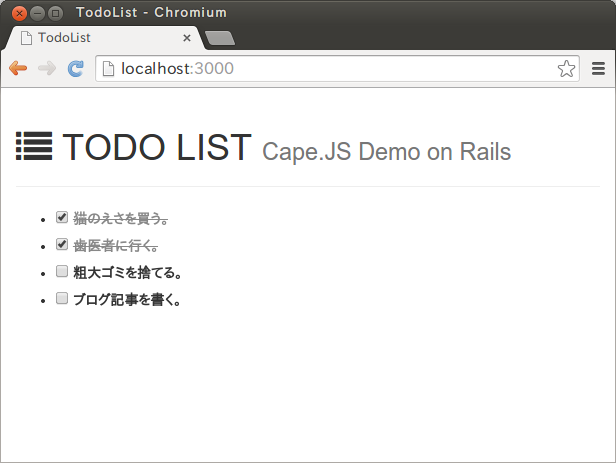 TodoList - Chromium
TodoList
localhost:3000
TODO LIST Cape.JS Demo on Rails
猫のえさを買う。
歯医者に行く。
粗大ゴミを捨てる。
ブログ記事を書く。